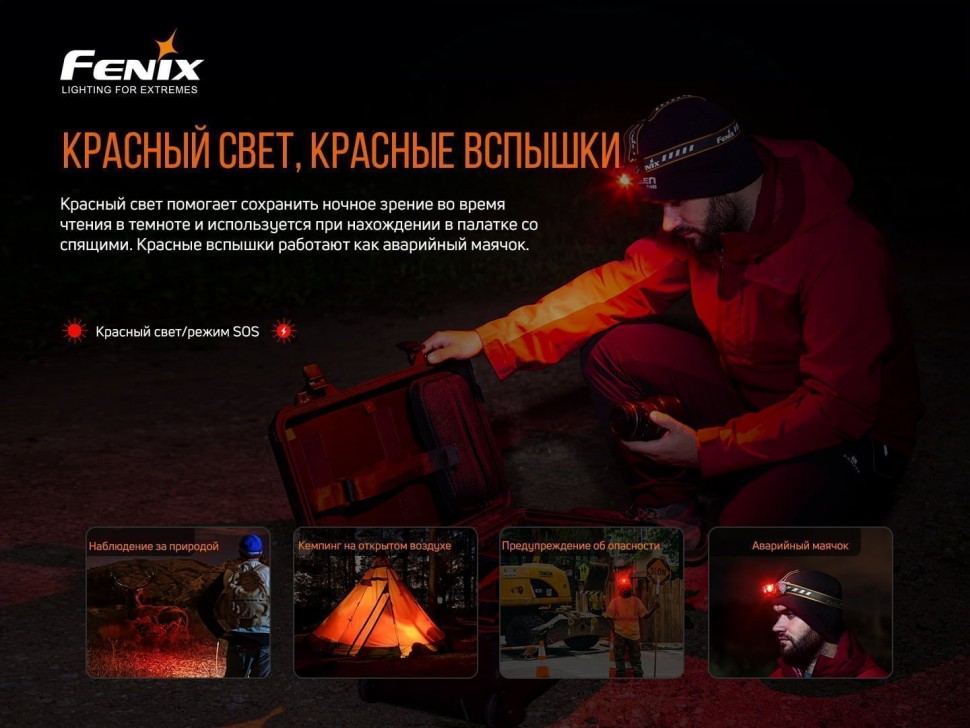 FENIX
LIGHTING FOR EXTREMES
КРАСНЫЙ СВЕТ, КРАСНЫЕ ВСПЫШКИ
Красный свет помогает сохранить ночное зрение во время
чтения в темноте и используется при нахождении в палатке со
спящими. Красные вспышки работают как аварийный маячок.
Красный свет/режим SOS
Наблюдение за природой
Кемпинг на открытом воздухе
Предупреждение об опасности
Аварийный маячок